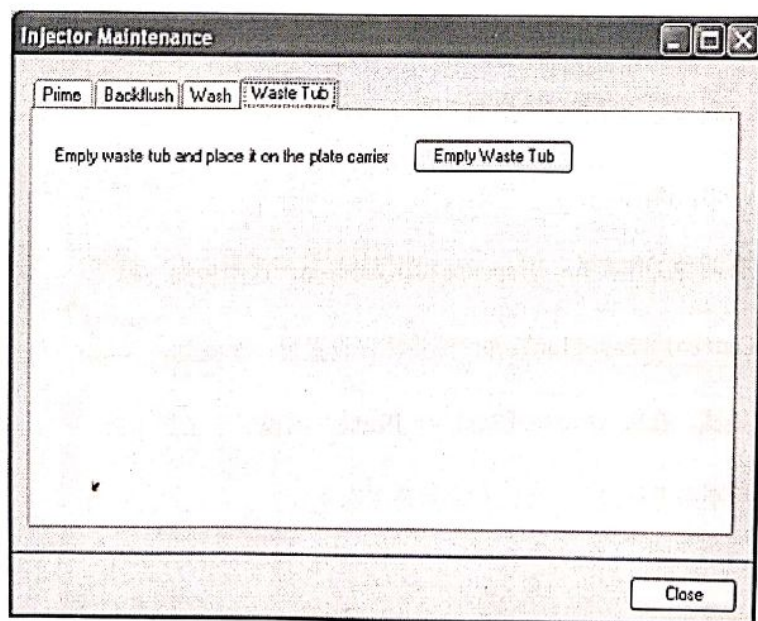 Injector Maintenance
Prime Backflush Wash Waste Tub
Empty waste tub and place it on the plate carrier Empty Waste Tub
Close